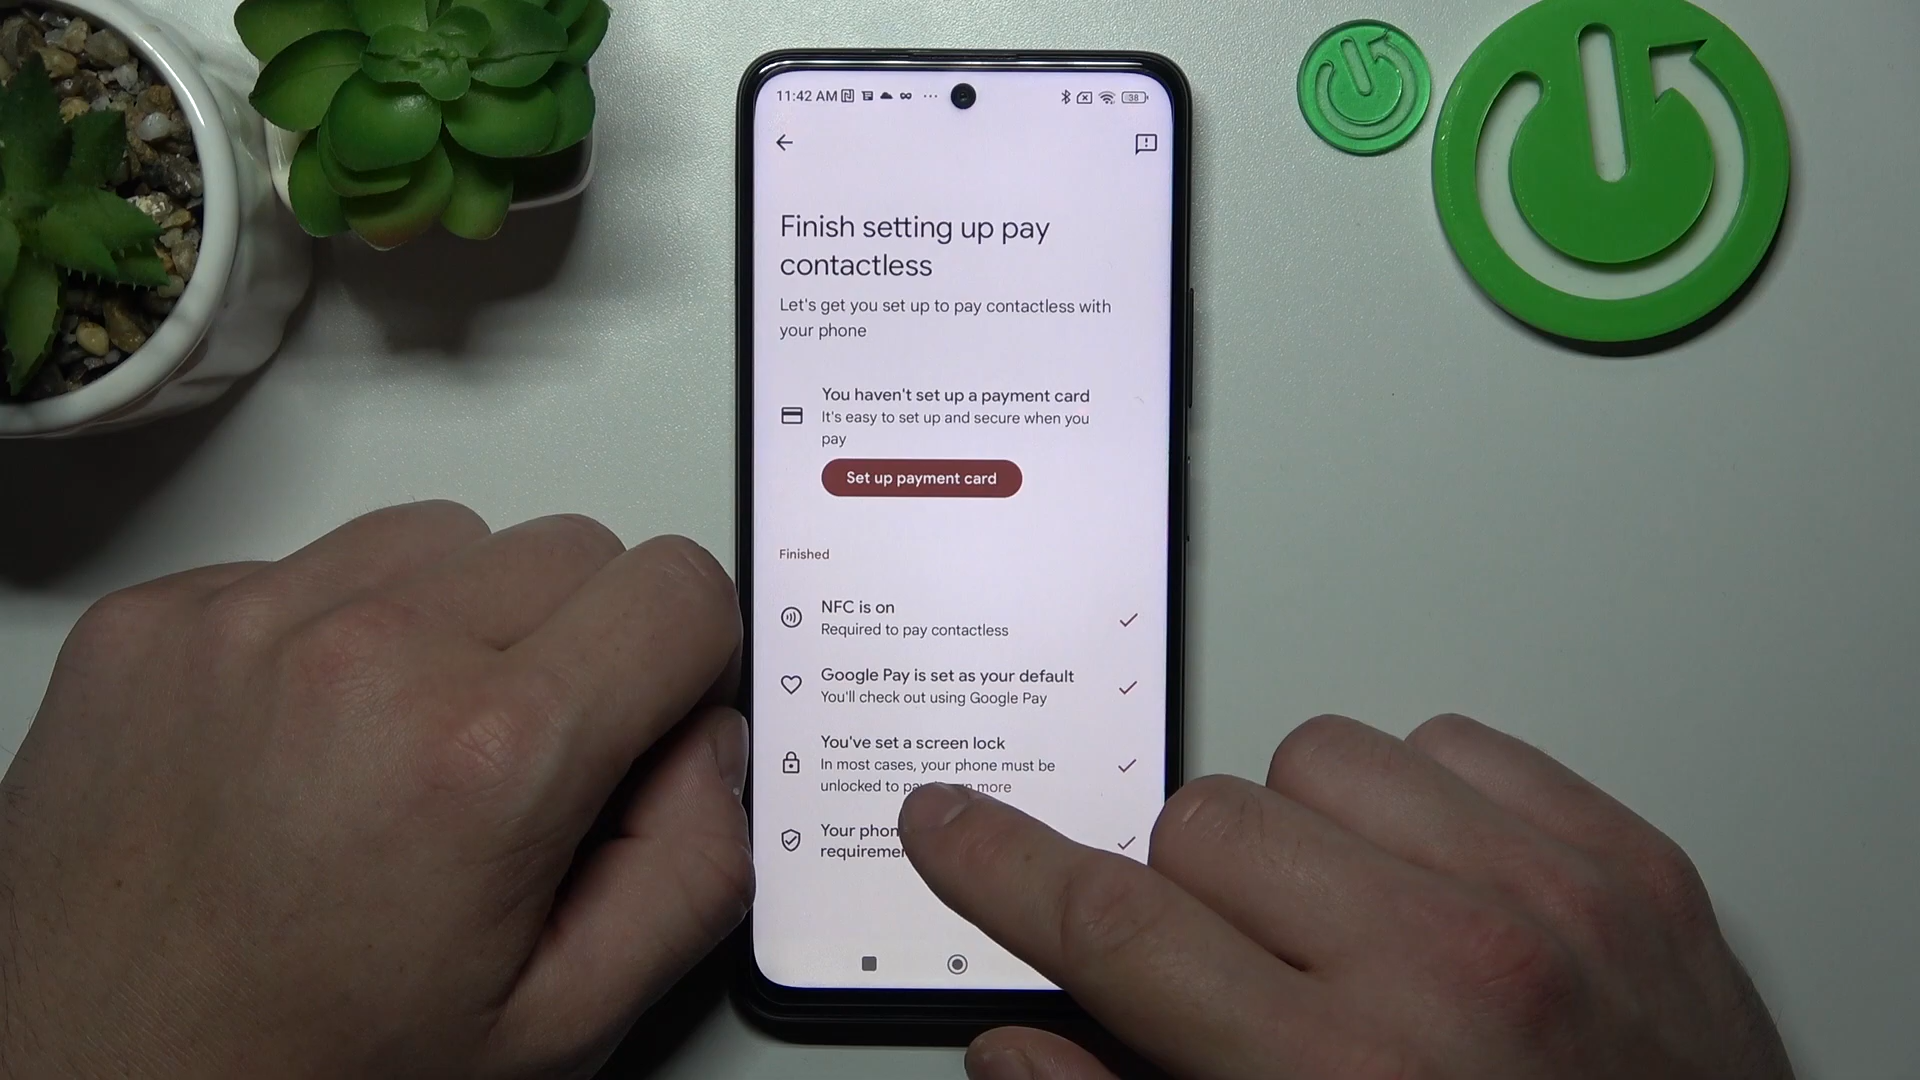 11:42 AM
38
Finish setting up pay
contactless
Let's get you set up to pay contactless with
your phone
You haven't set up a payment card
It's easy to set up and secure when you
pay
Set up payment card
Finished
NFC is on
Required to pay contactless
Google Pay is set as your default
You'll check out using Google Pay
You've set a screen lock
In most cases, your phone must be
unlocked to more
Your